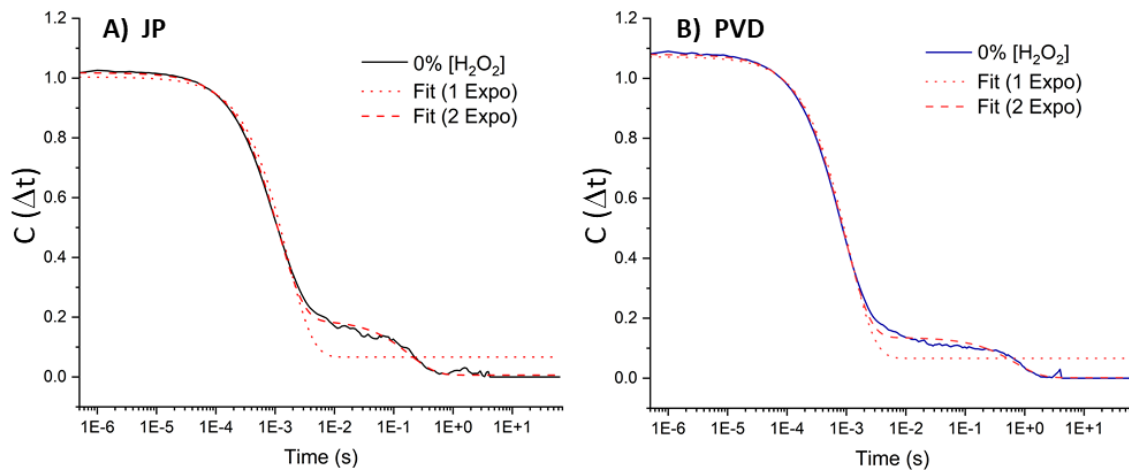 A) JP
0% [H₂O₂]
Fit (1 Expo)
Fit (2 Expo)
C (Δt)
1.2
1.0
0.8
0.6
0.4
0.2
0.0
1E-6 1E-5 1E-4 1E-3 1E-2 1E-1 1E+0 1E+1
Time (s)
B) PVD
0% [H₂O₂]
Fit (1 Expo)
Fit (2 Expo)
C (Δt)
1.2
1.0
0.8
0.6
0.4
0.2
0.0
1E-6 1E-5 1E-4 1E-3 1E-2 1E-1 1E+0 1E+1
Time (s)